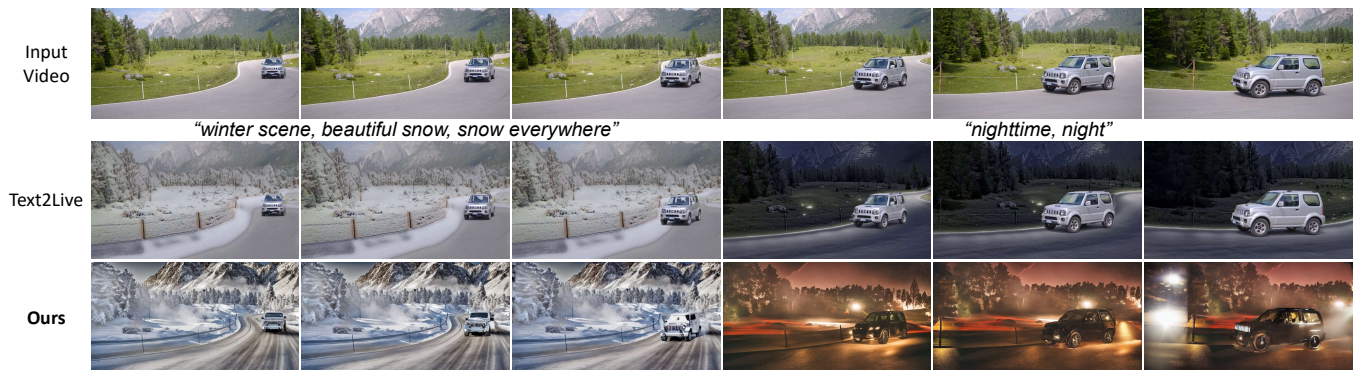 Input
Video
"winter scene, beautiful snow, snow everywhere"
"nighttime, night"
Text2Live
Ours